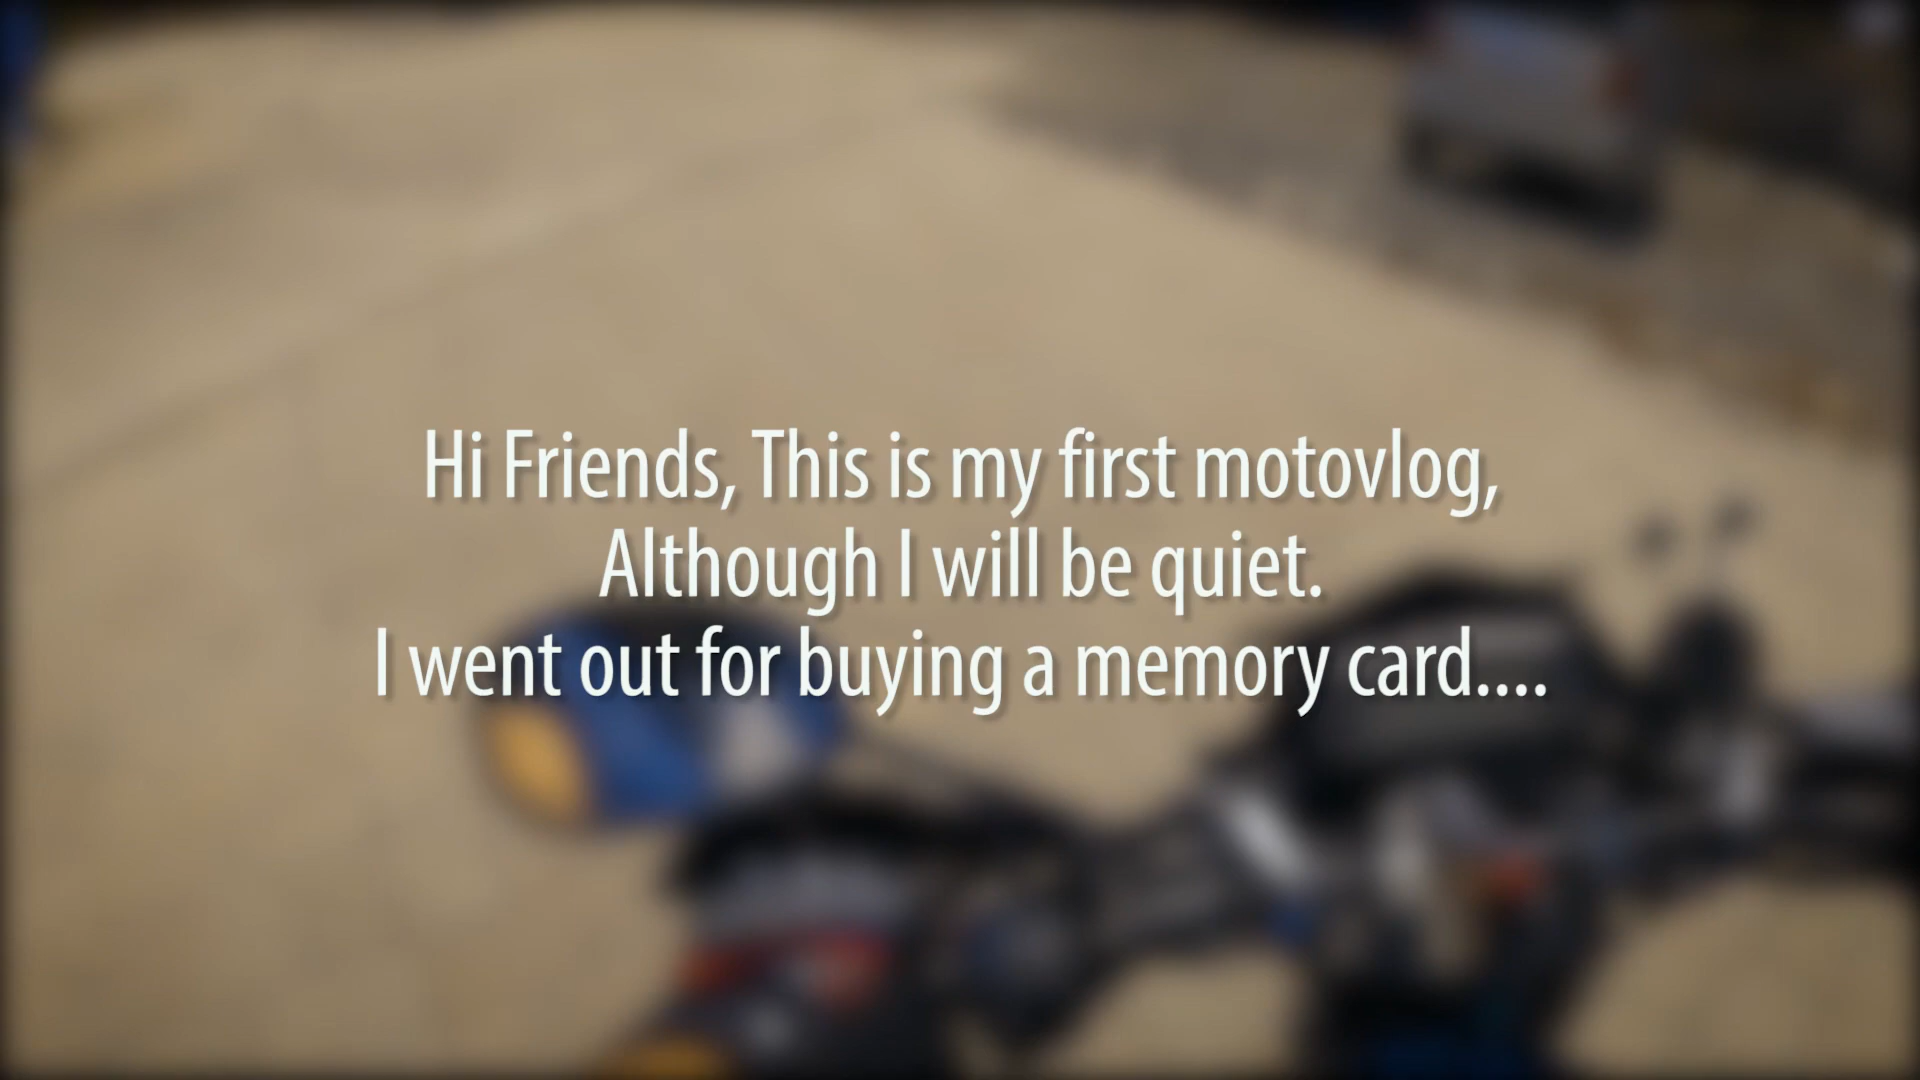 Hi Friends, This is my first motovlog,
Although I will be quiet.
I went out for buying a memory card....